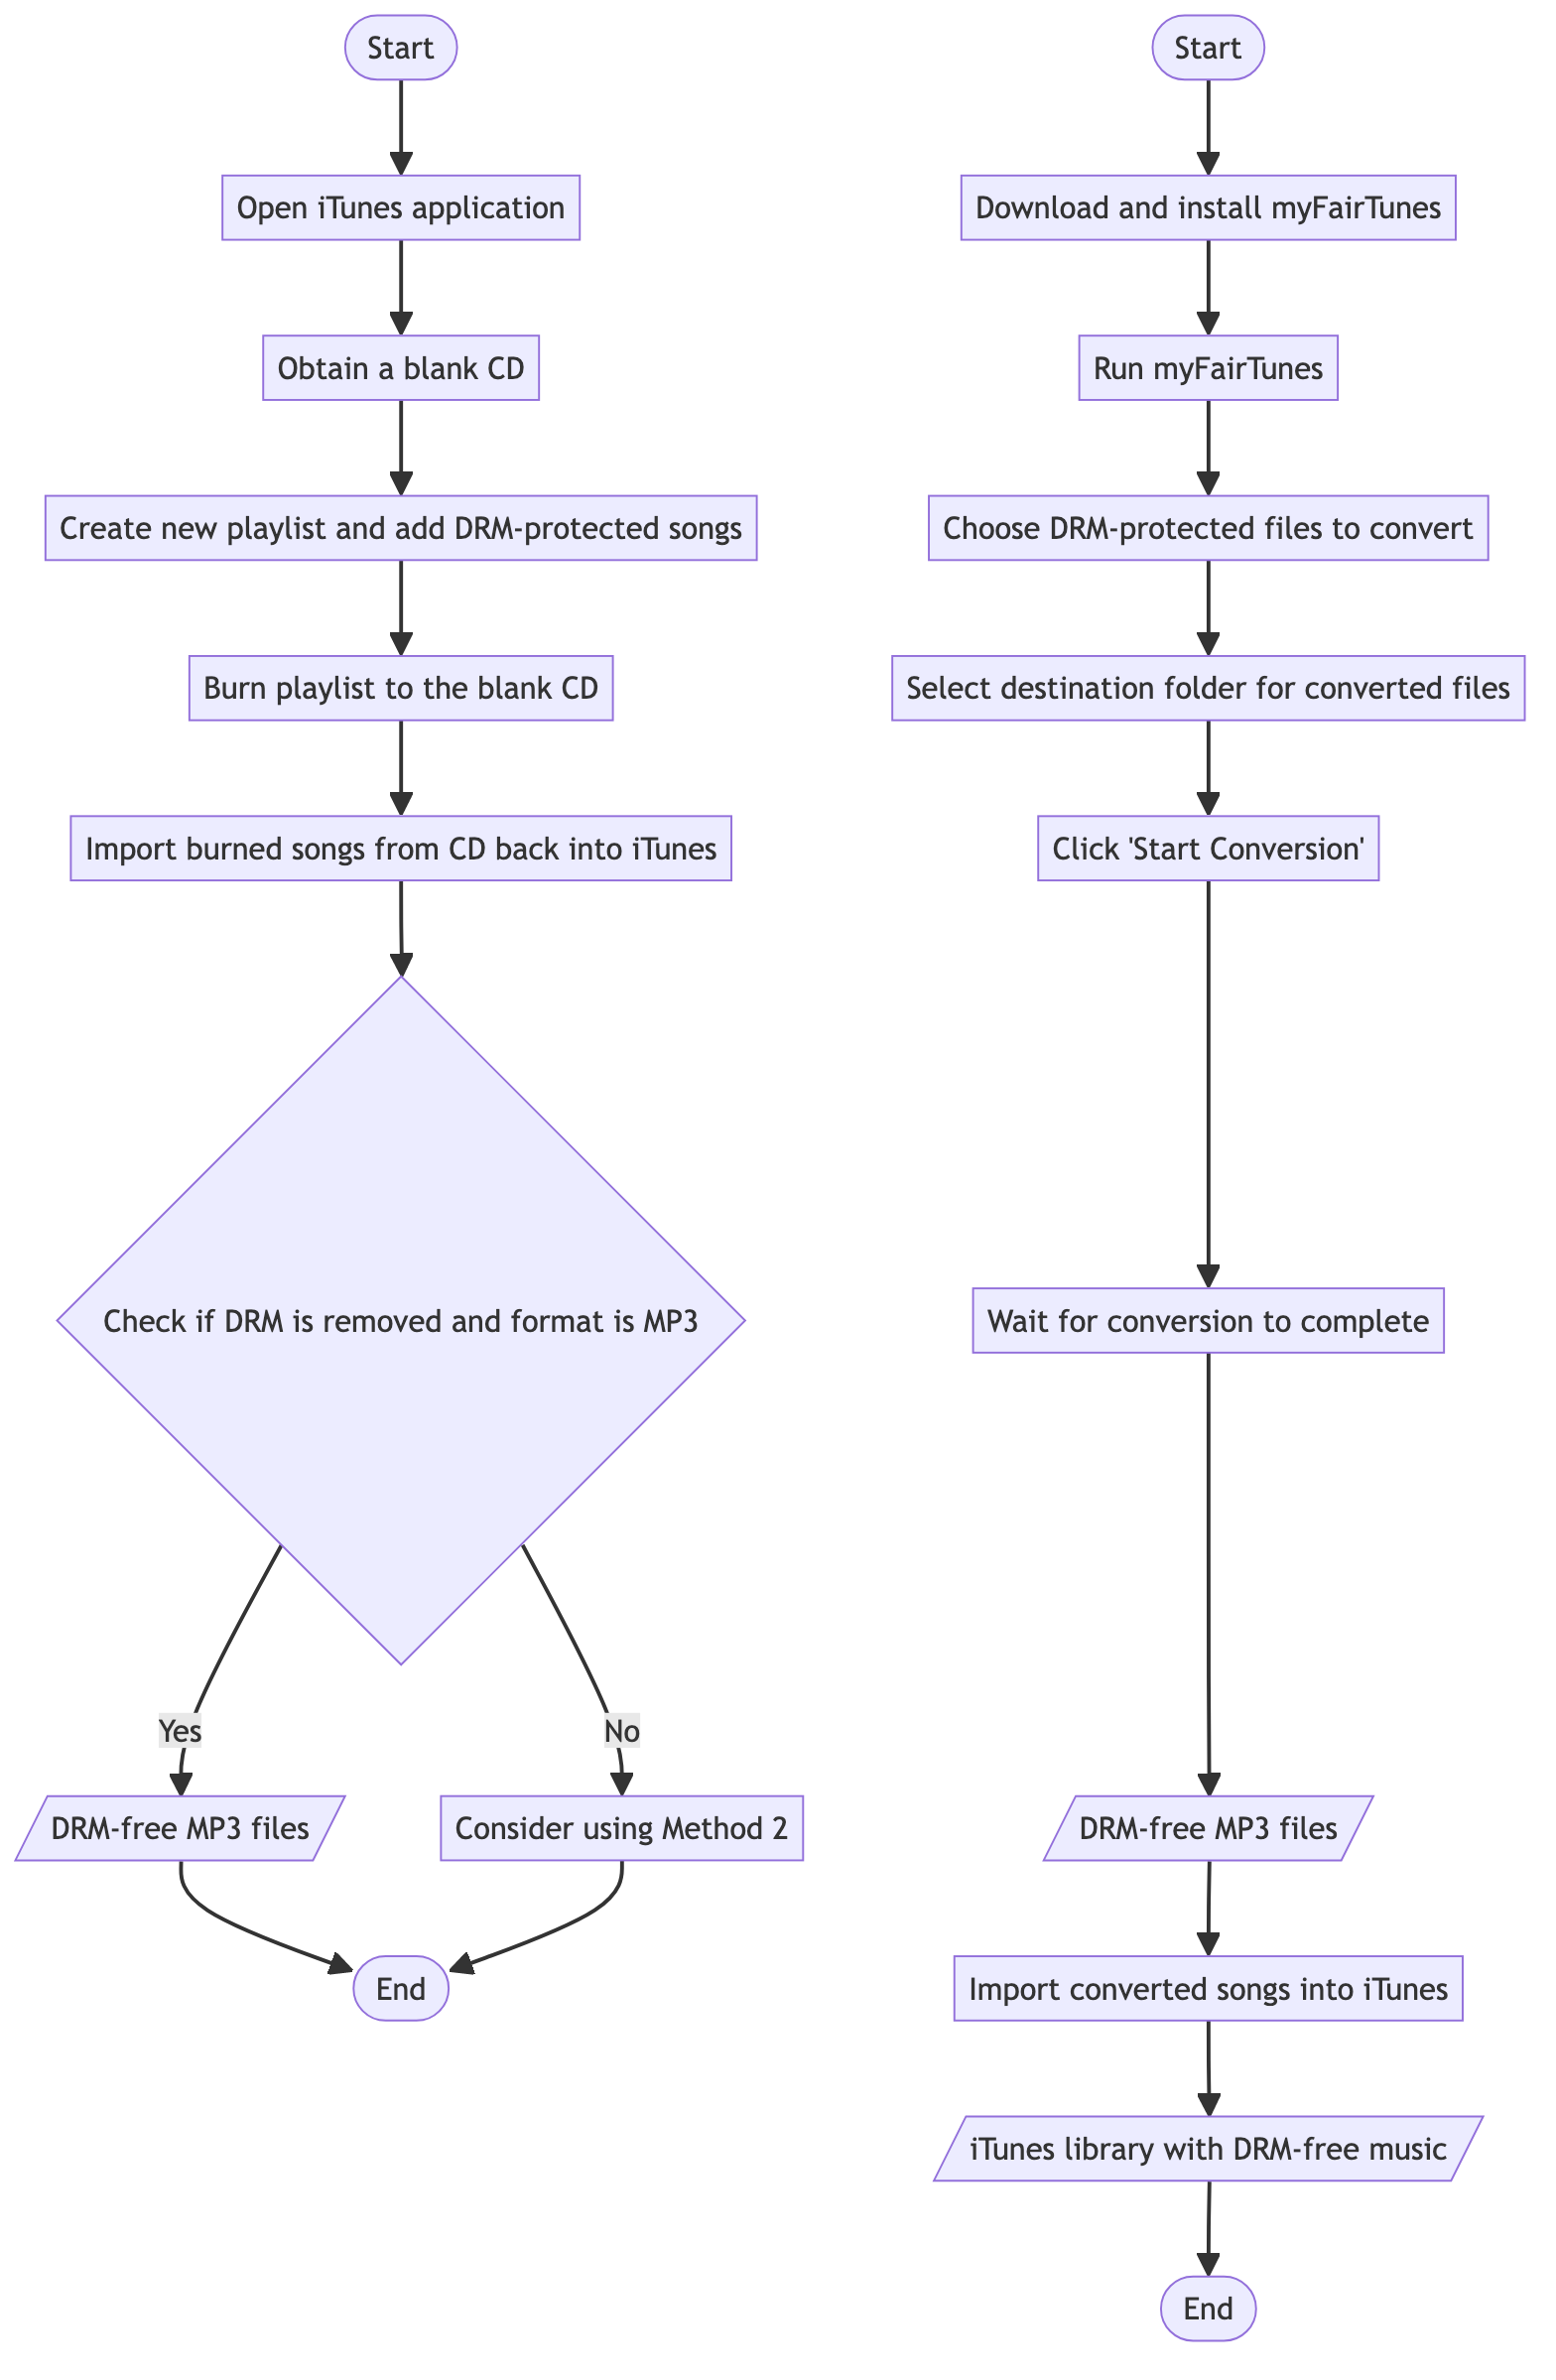 Start
Open iTunes application
Obtain a blank CD
Create new playlist and add DRM-protected songs
Burn playlist to the blank CD
Import burned songs from CD back into iTunes
Check if DRM is removed and format is MP3
Yes
No
DRM-free MP3 files
Consider using Method 2
End
Start
Download and install myFairTunes
Run myFairTunes
Choose DRM-protected files to convert
Select destination folder for converted files
Click 'Start Conversion'
Wait for conversion to complete
DRM-free MP3 files
Import converted songs into iTunes
iTunes library with DRM-free music
End